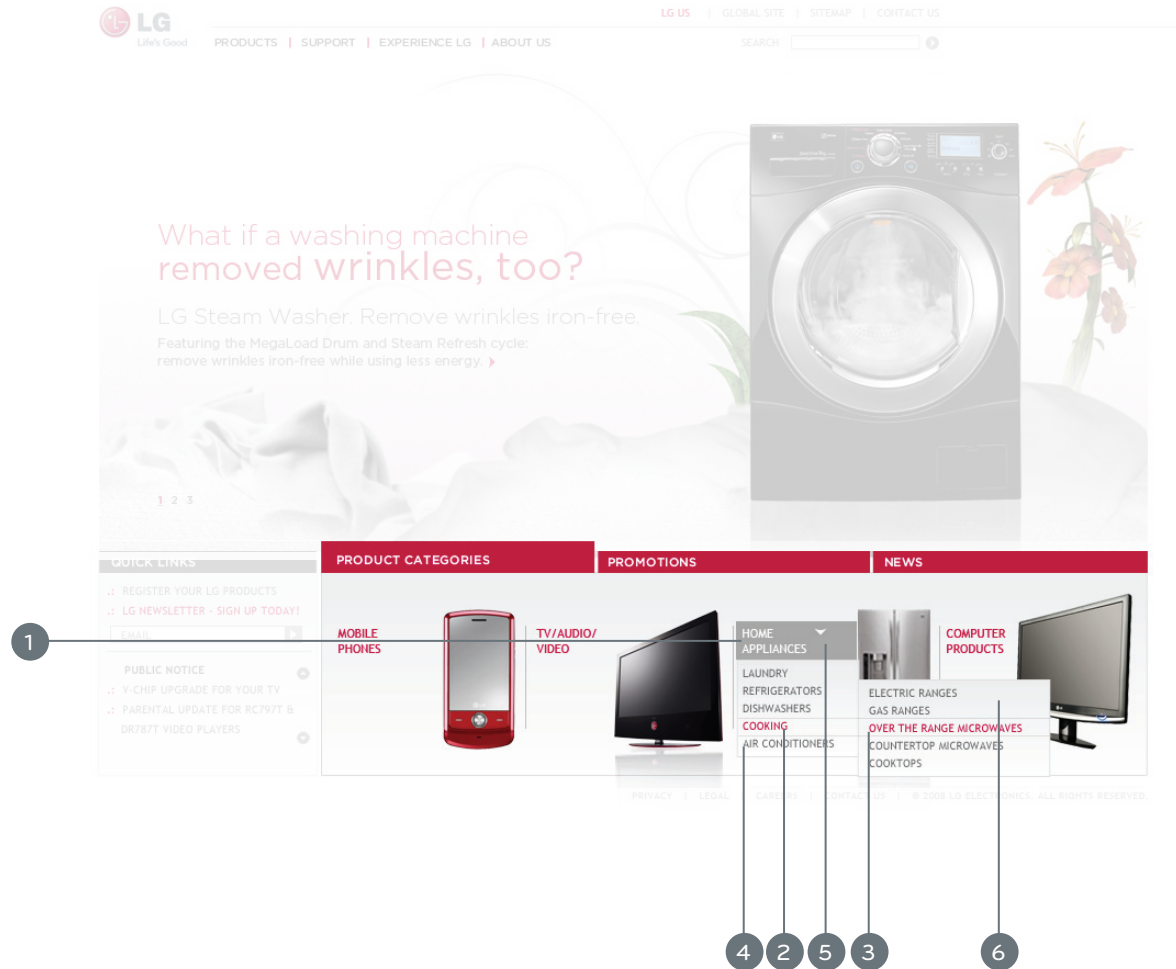 LG
Life's Good
LG US | GLOBAL SITE | SITEMAP | CONTACT US
PRODUCTS | SUPPORT | EXPERIENCE LG | ABOUT US
SEARCH
What if a washing machine
removed wrinkles, too?
LG Steam Washer. Remove wrinkles iron-free.
Featuring the MegaLoad Drum and Steam Refresh cycle:
remove wrinkles iron-free while using less energy.
1 2 3
QUICK LINKS
.: REGISTER YOUR LG PRODUCTS
.: LG NEWSLETTER - SIGN UP TODAY!
EMAIL
PUBLIC NOTICE
.: V-CHIP UPGRADE FOR YOUR TV
.: PARENTAL UPDATE FOR RC797T &
DR787T VIDEO PLAYERS
PRODUCT CATEGORIES
PROMOTIONS
NEWS
MOBILE
PHONES
TV/AUDIO/
VIDEO
HOME
APPLIANCES
LAUNDRY
REFRIGERATORS
DISHWASHERS
COOKING
AIR CONDITIONERS
ELECTRIC RANGES
GAS RANGES
OVER THE RANGE MICROWAVES
COUNTERTOP MICROWAVES
COOKTOPS
COMPUTER
PRODUCTS
PRIVACY | LEGAL | CAREERS | CONTACT US | © 2008 LG ELECTRONICS. ALL RIGHTS RESERVED.
1
4 2 5 3 6